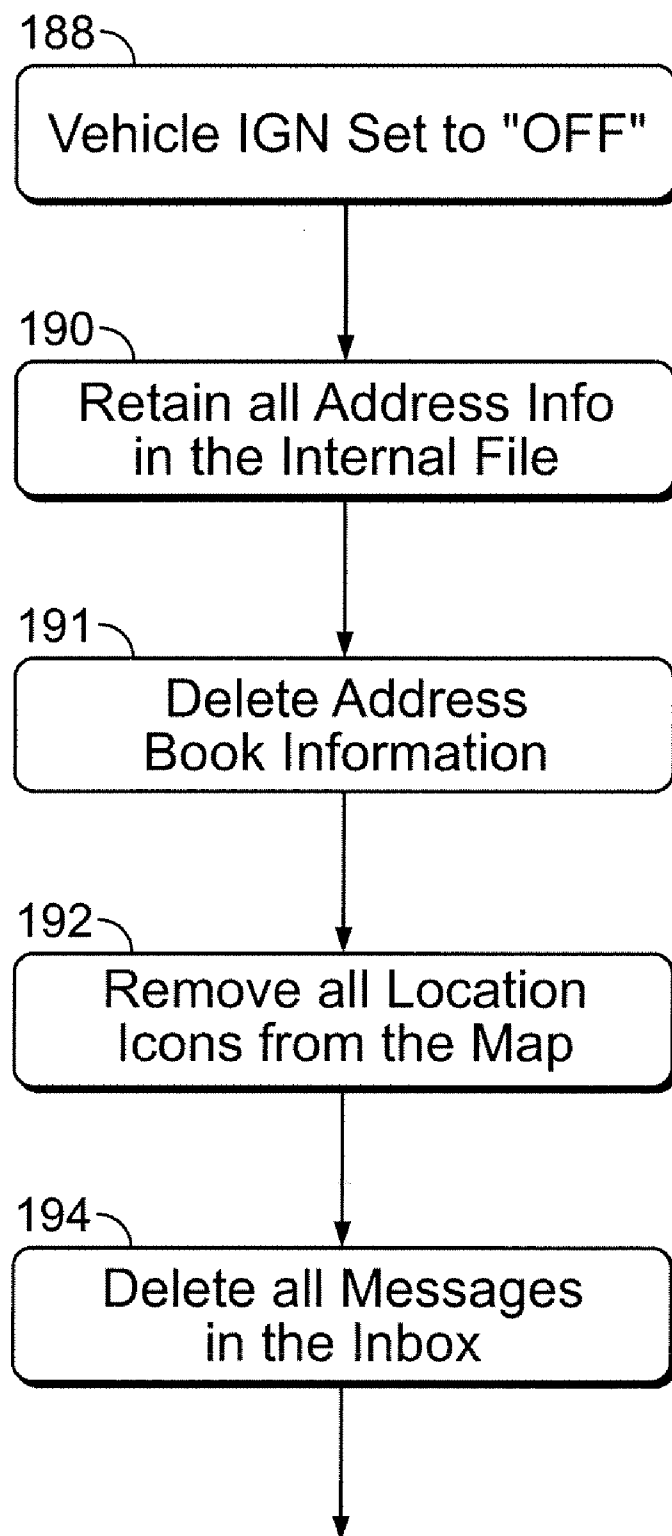 188
Vehicle IGN Set to "OFF"
190
Retain all Address Info
in the Internal File
191
Delete Address
Book Information
192
Remove all Location
Icons from the Map
194
Delete all Messages
in the Inbox